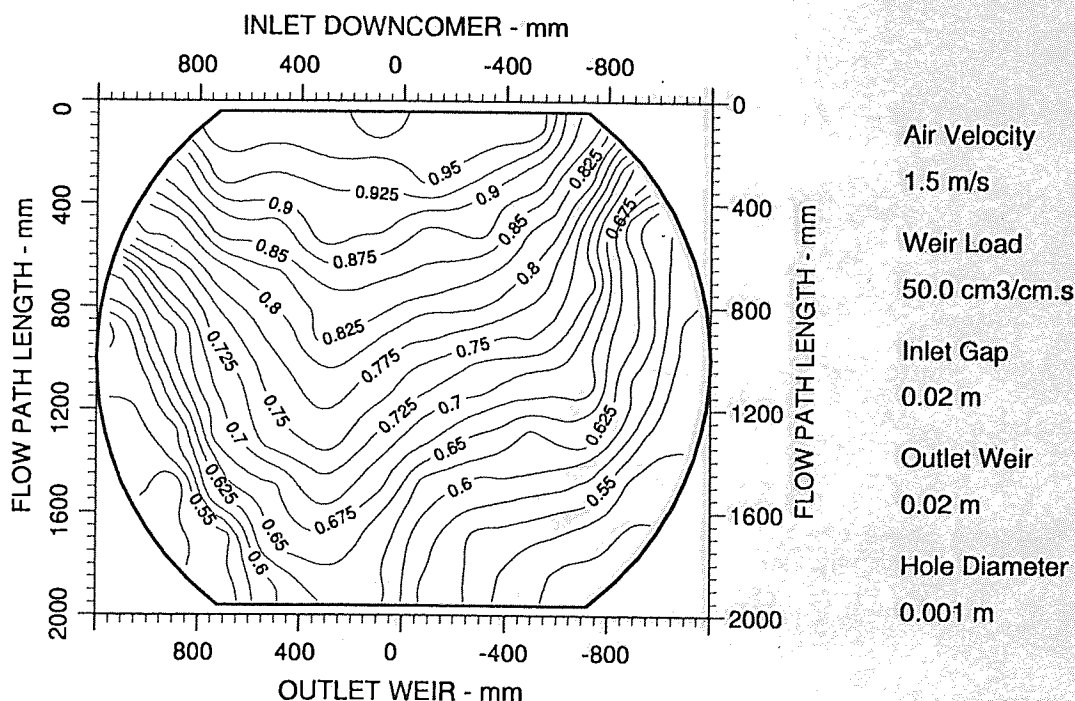 INLET DOWNCOMER - mm
800 400 0 -400 -800
0
400
800
1200
1600
2000
FLOW PATH LENGTH - mm
0
400
800
1200
1600
2000
FLOW PATH LENGTH - mm
0.95
0.925
0.9
0.9
0.875
0.85
0.85
0.825
0.675
0.8
0.8
0.825
0.775
0.75
0.725
0.75
0.725
0.7
0.7
0.65
0.625
0.6
0.55
0.625
0.55
0.675
0.65
0.6
800 400 0 -400 -800
OUTLET WEIR - mm
Air Velocity
1.5 m/s
Weir Load
50.0 cm3/cm.s
Inlet Gap
0.02 m
Outlet Weir
0.02 m
Hole Diameter
0.001 m